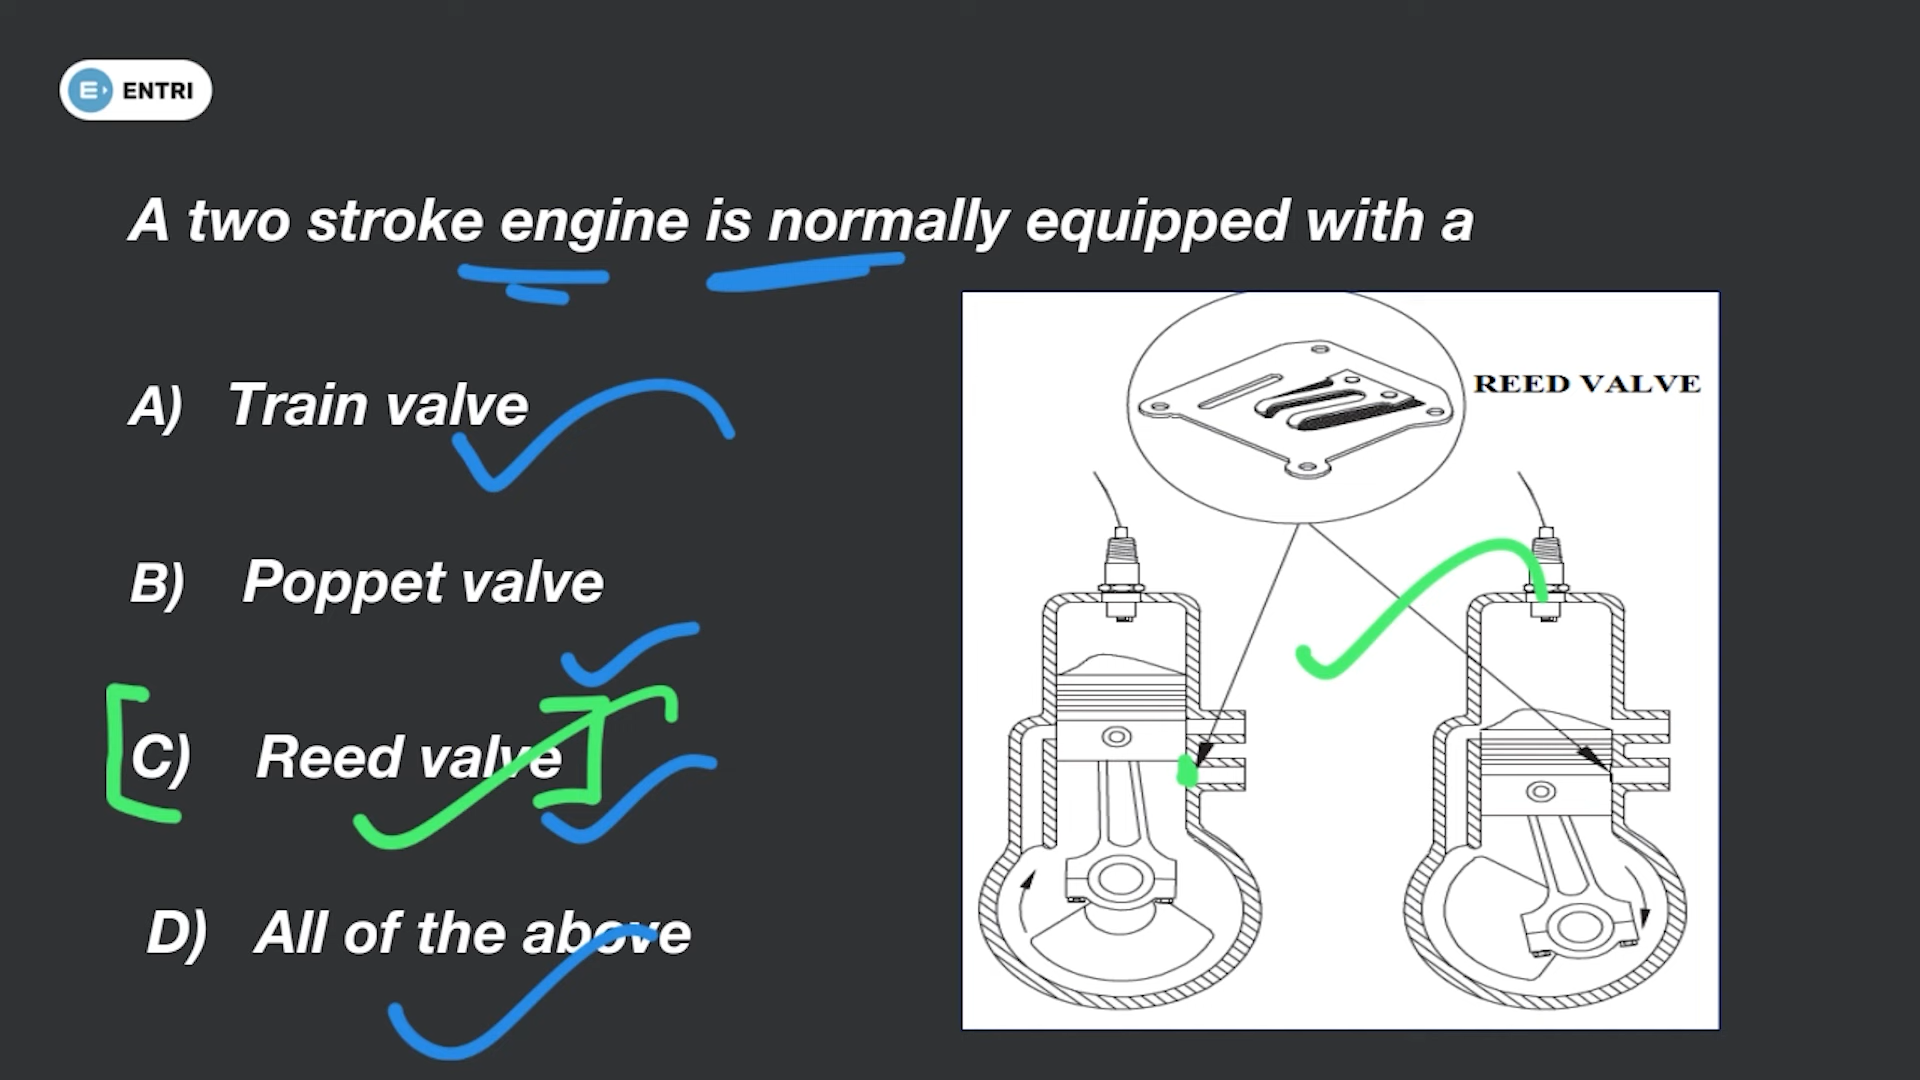 ENTRI
A two stroke engine is normally equipped with a
A) Train valve
B) Poppet valve
C) Reed valve
D) All of the above
REED VALVE